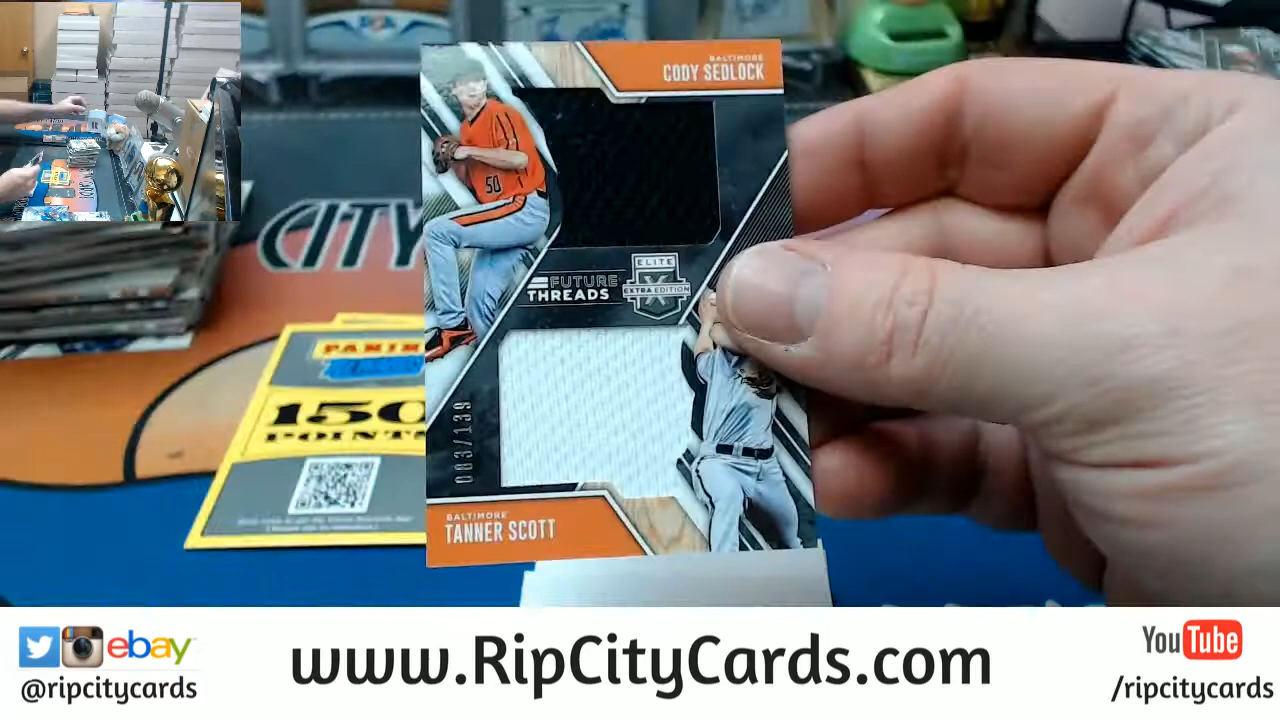 BALTIMORE
CODY SEDLOCK
50
ELITE
EXTRA EDITION
X
FUTURE
THREADS
083/139
BALTIMORE
TANNER SCOTT
CITY
PANINI
150
POINTS
ebay
@ripcitycards
www.RipCityCards.com
YouTube
/ripcitycards